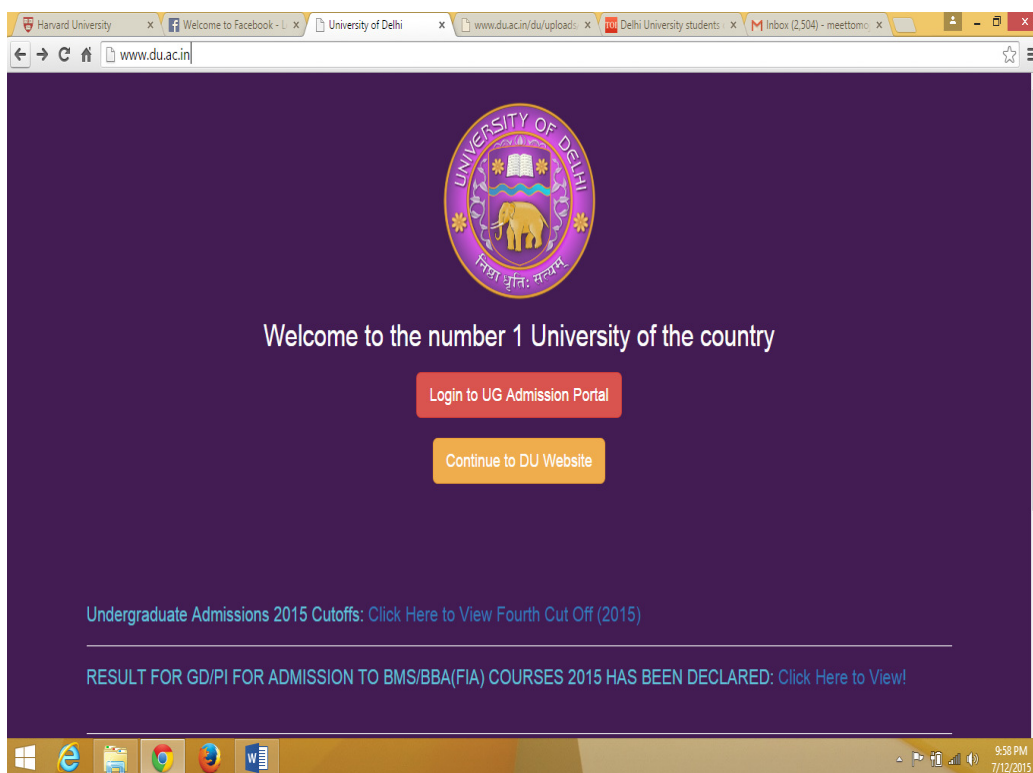 Harvard University
Welcome to Facebook - L
University of Delhi
www.du.ac.in/du/uploads
TOI
Delhi University students
Inbox (2,504) - meettomo
www.du.ac.in
UNIVERSITY OF DELHI
निष्ठा धृति: सत्यम्
Welcome to the number 1 University of the country
Login to UG Admission Portal
Continue to DU Website
Undergraduate Admissions 2015 Cutoffs: Click Here to View Fourth Cut Off (2015)
RESULT FOR GD/PI FOR ADMISSION TO BMS/BBA(FIA) COURSES 2015 HAS BEEN DECLARED: Click Here to View!
9:58 PM
7/12/2015